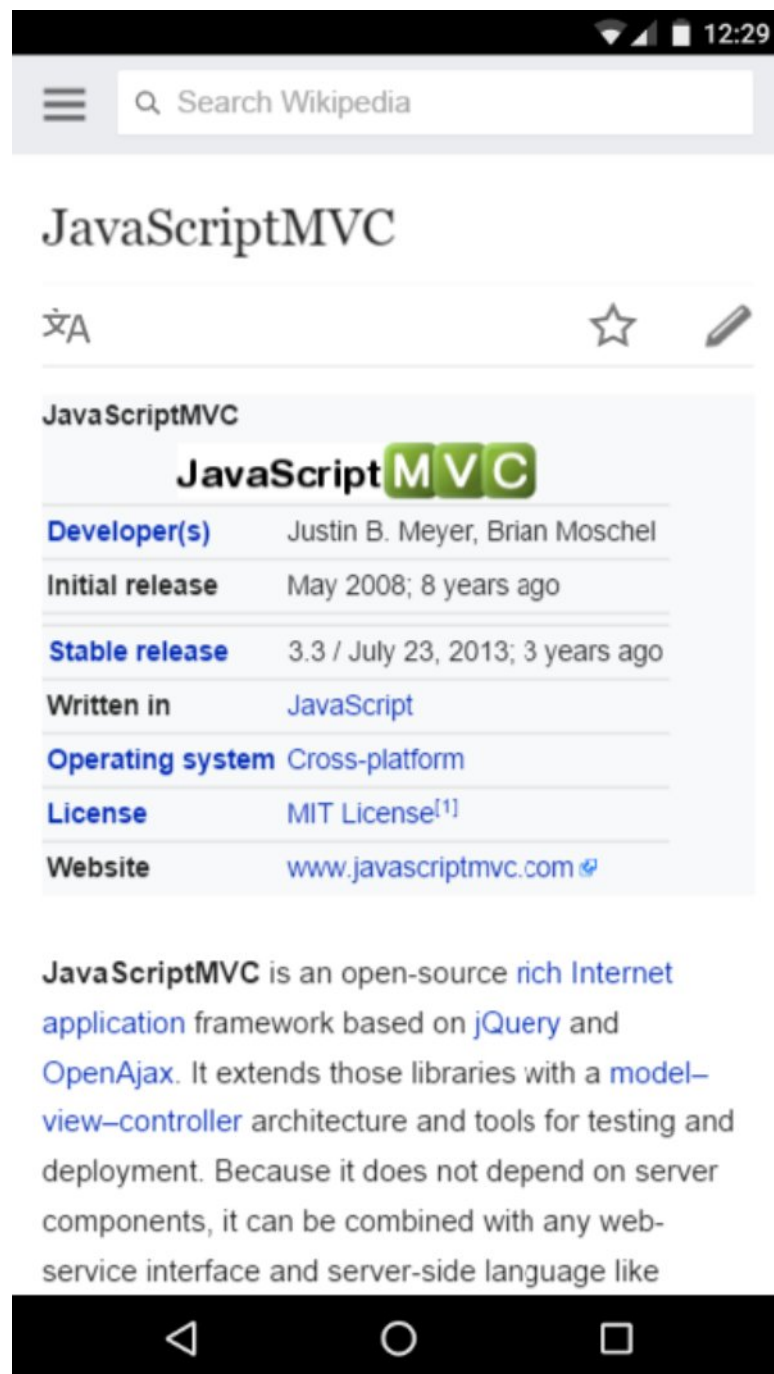 12:29
Search Wikipedia
JavaScriptMVC
文A
JavaScriptMVC
JavaScript MVC
Developer(s) Justin B. Meyer, Brian Moschel
Initial release May 2008; 8 years ago
Stable release 3.3 / July 23, 2013; 3 years ago
Written in JavaScript
Operating system Cross-platform
License MIT License[1]
Website www.javascriptmvc.com
JavaScriptMVC is an open-source rich Internet
application framework based on jQuery and
OpenAjax. It extends those libraries with a model–
view–controller architecture and tools for testing and
deployment. Because it does not depend on server
components, it can be combined with any web-
service interface and server-side language like